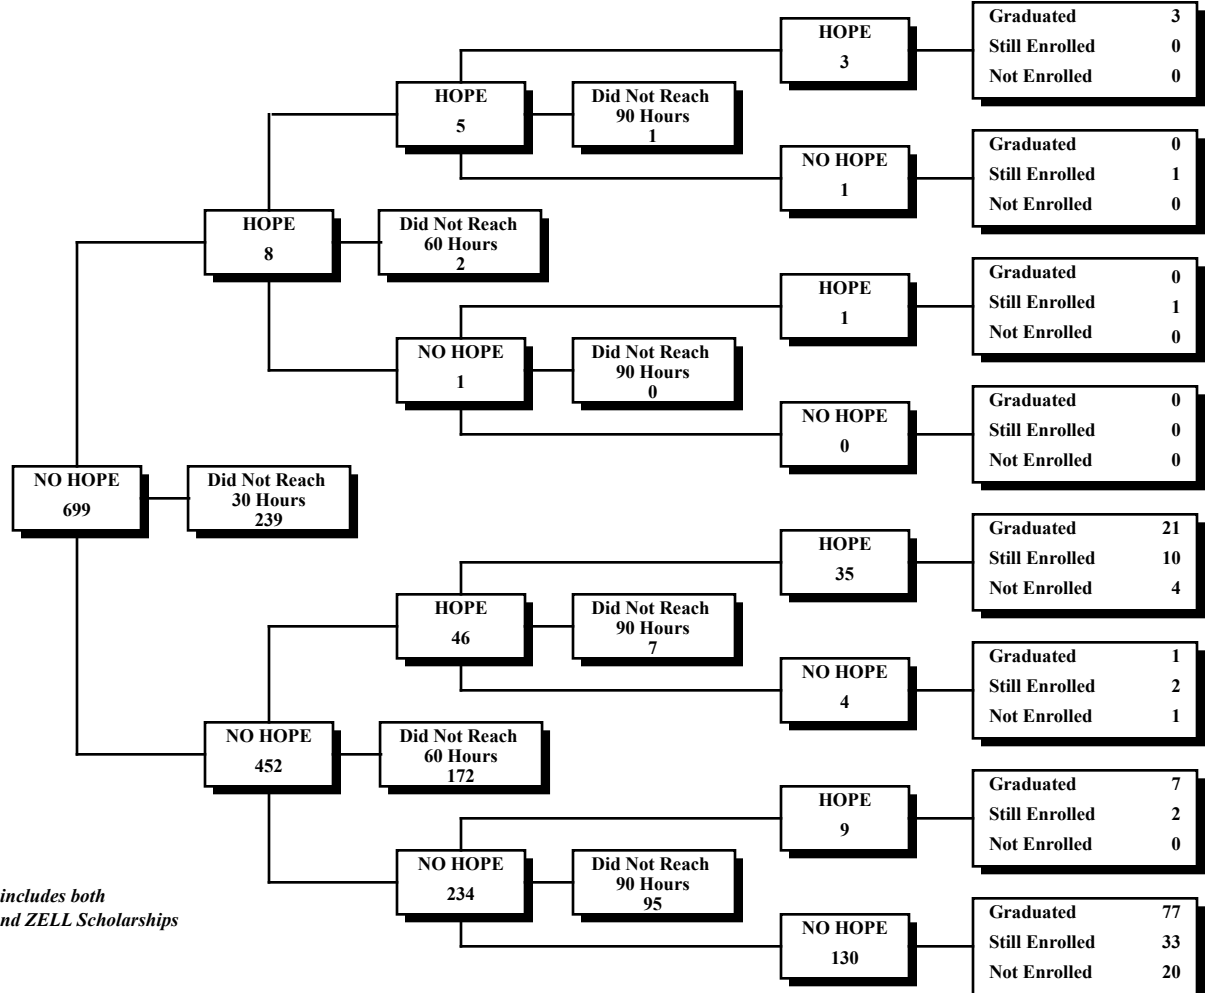 Graduated 3
Still Enrolled 0
Not Enrolled 0
HOPE
3
HOPE
5
Did Not Reach
90 Hours
1
NO HOPE
1
Graduated 0
Still Enrolled 1
Not Enrolled 0
HOPE
8
Did Not Reach
60 Hours
2
HOPE
1
Graduated 0
Still Enrolled 1
Not Enrolled 0
NO HOPE
1
Did Not Reach
90 Hours
0
NO HOPE
0
Graduated 0
Still Enrolled 0
Not Enrolled 0
NO HOPE
699
Did Not Reach
30 Hours
239
HOPE
35
Graduated 21
Still Enrolled 10
Not Enrolled 4
HOPE
46
Did Not Reach
90 Hours
7
NO HOPE
4
Graduated 1
Still Enrolled 2
Not Enrolled 1
NO HOPE
452
Did Not Reach
60 Hours
172
HOPE
9
Graduated 7
Still Enrolled 2
Not Enrolled 0
NO HOPE
234
Did Not Reach
90 Hours
95
NO HOPE
130
Graduated 77
Still Enrolled 33
Not Enrolled 20
includes both
nd ZELL Scholarships